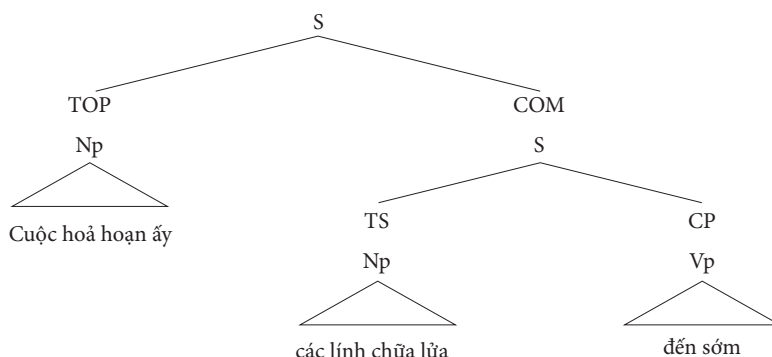 S
TOP COM
Np S
Cuộc hoả hoạn ấy
TS CP
Np Vp
các lính chữa lửa đến sớm